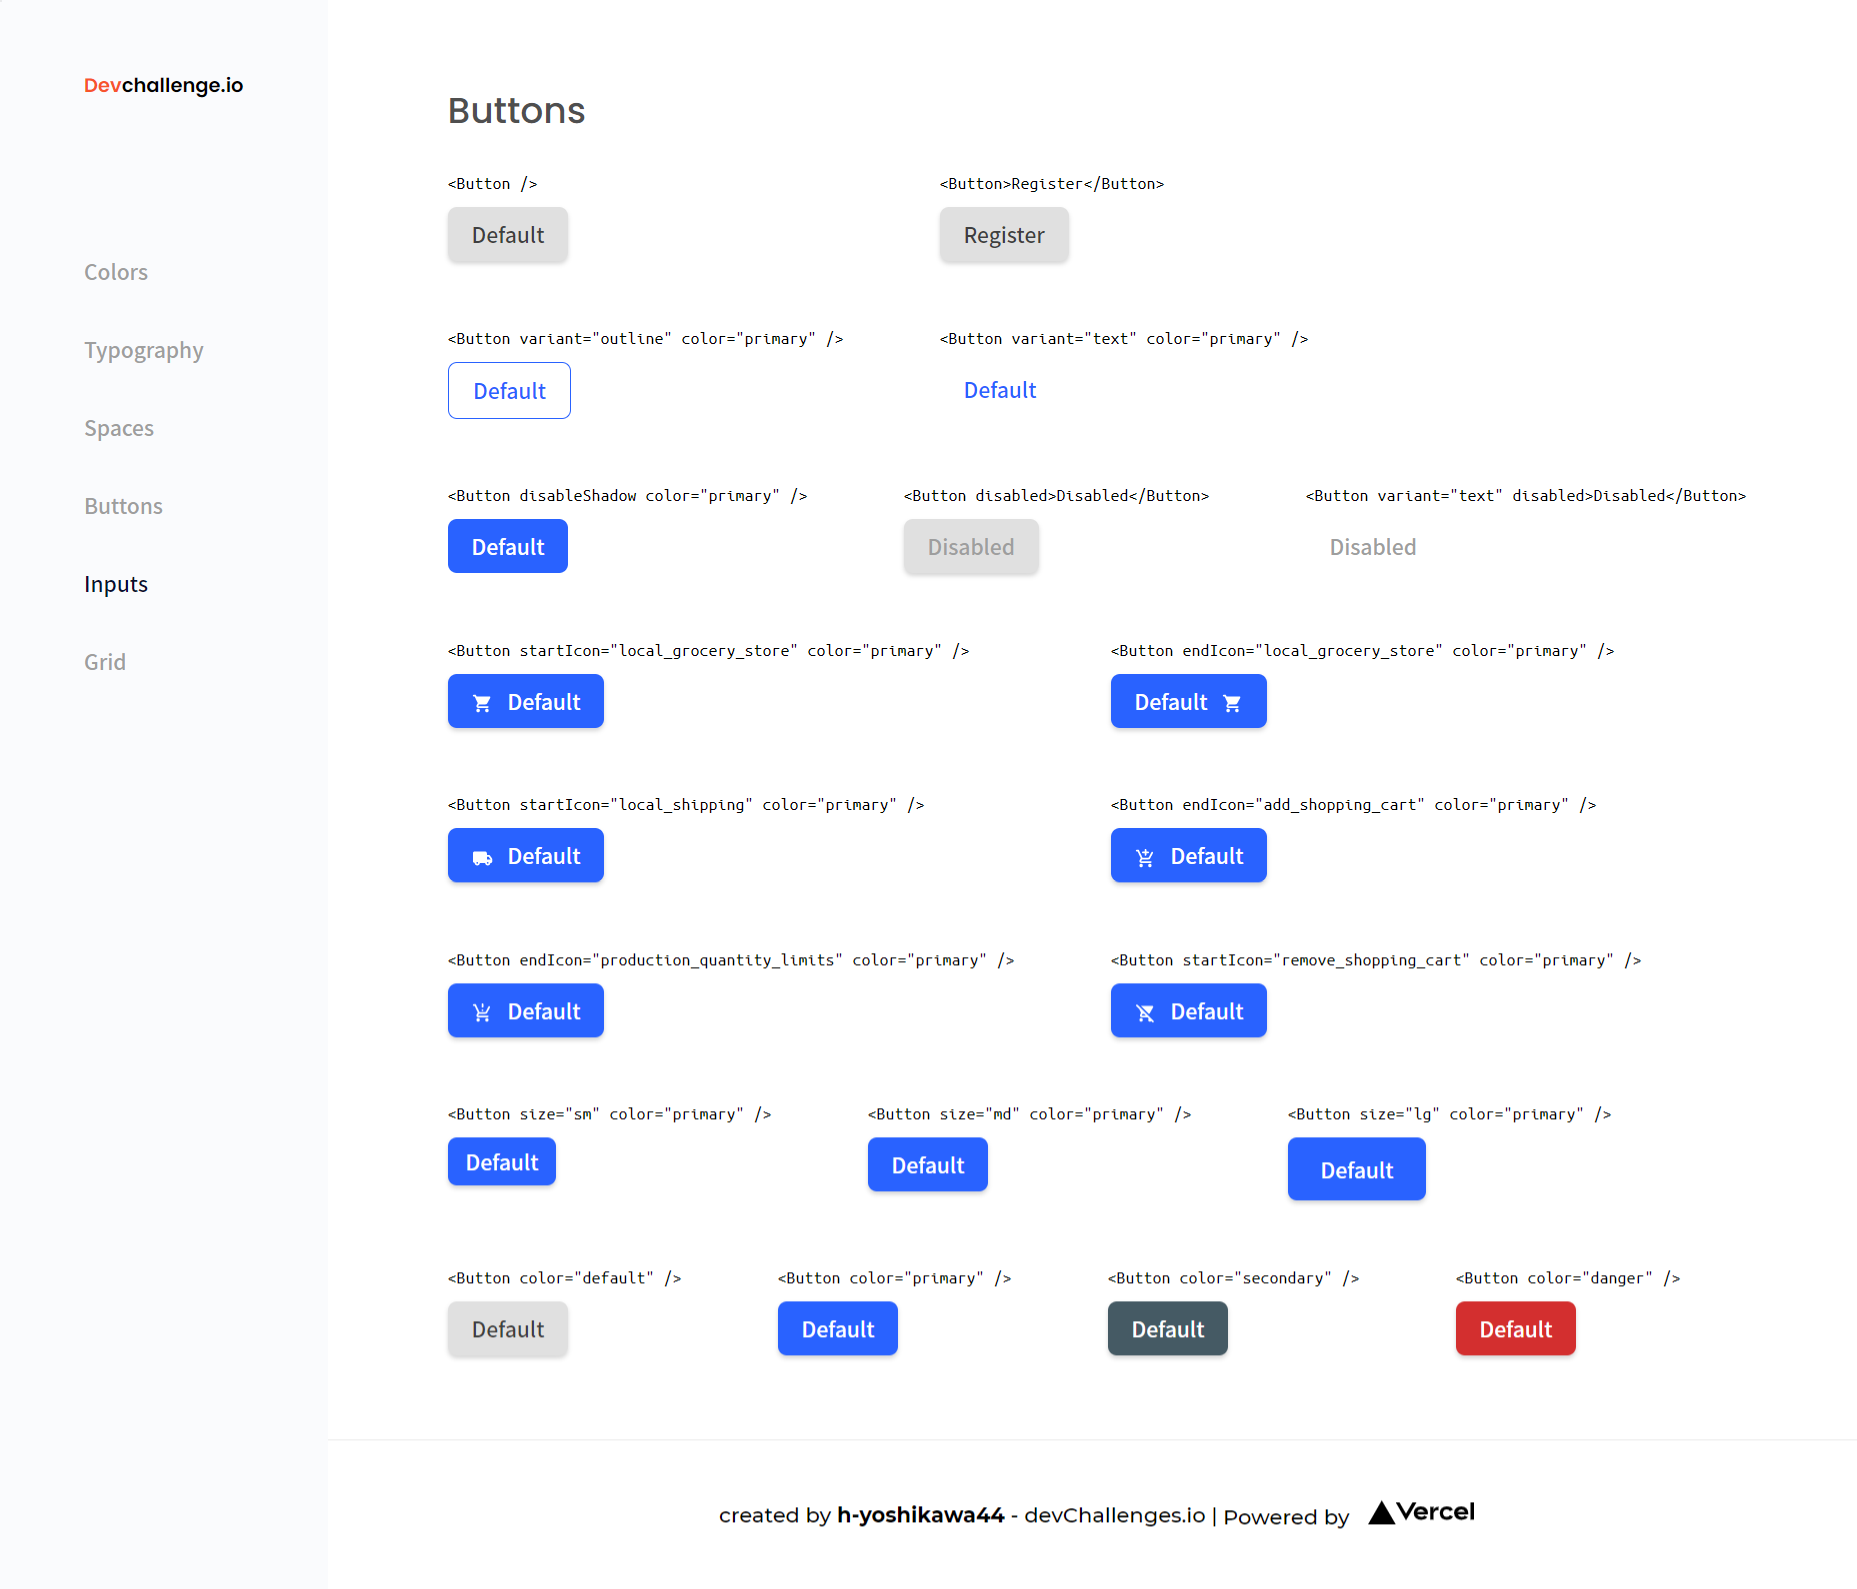 Devchallenge.io
Colors
Typography
Spaces
Buttons
Inputs
Grid
Buttons
<Button />
Default
<Button>Register</Button>
Register
<Button variant="outline" color="primary" />
Default
<Button variant="text" color="primary" />
Default
<Button disableShadow color="primary" />
Default
<Button disabled>Disabled</Button>
Disabled
<Button variant="text" disabled>Disabled</Button>
Disabled
<Button startIcon="local_grocery_store" color="primary" />
Default
<Button endIcon="local_grocery_store" color="primary" />
Default
<Button startIcon="local_shipping" color="primary" />
Default
<Button endIcon="add_shopping_cart" color="primary" />
Default
<Button endIcon="production_quantity_limits" color="primary" />
Default
<Button startIcon="remove_shopping_cart" color="primary" />
Default
<Button size="sm" color="primary" />
Default
<Button size="md" color="primary" />
Default
<Button size="lg" color="primary" />
Default
<Button color="default" />
Default
<Button color="primary" />
Default
<Button color="secondary" />
Default
<Button color="danger" />
Default
created by h-yoshikawa44 - devChallenges.io | Powered by Vercel